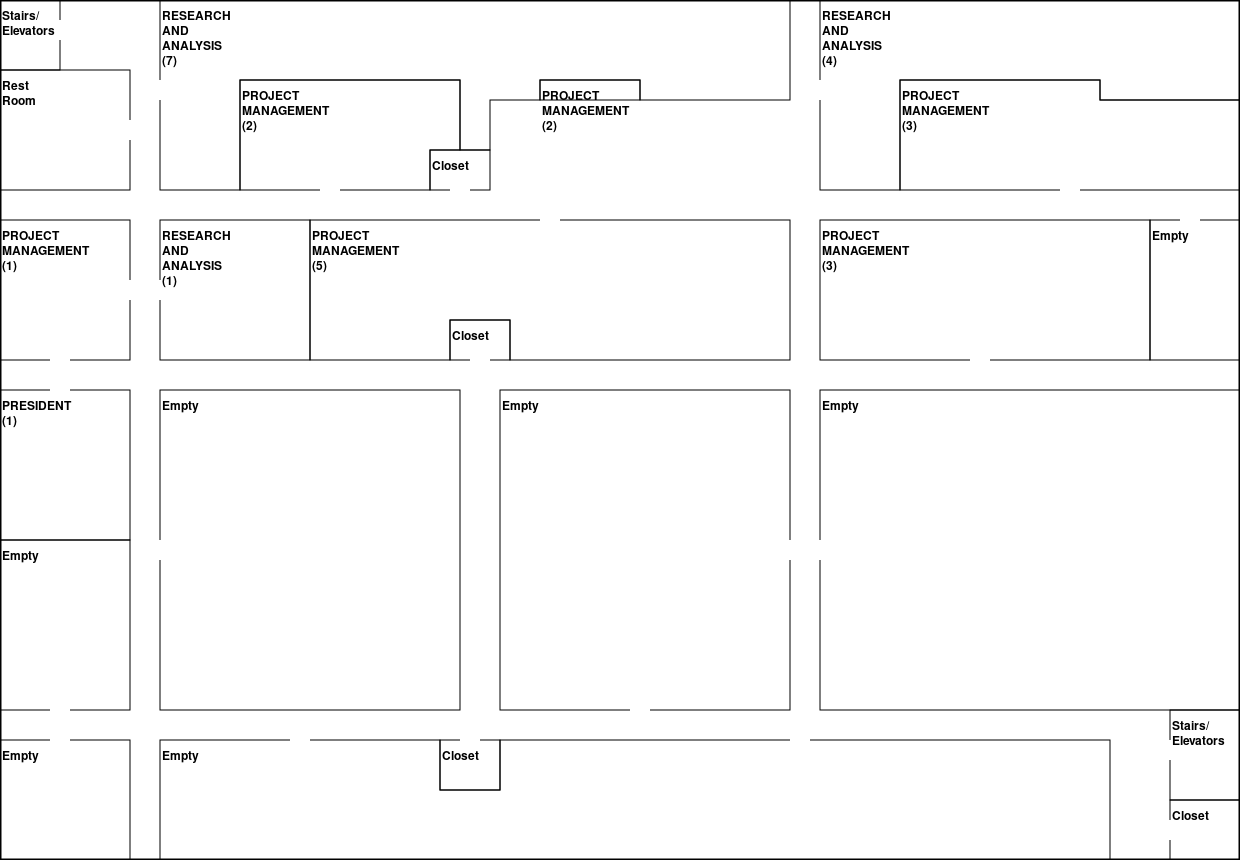 Stairs/
Elevators
RESEARCH
AND
ANALYSIS
(7)
RESEARCH
AND
ANALYSIS
(4)
Rest
Room
PROJECT
MANAGEMENT
(2)
PROJECT
MANAGEMENT
(2)
PROJECT
MANAGEMENT
(3)
Closet
PROJECT
MANAGEMENT
(1)
RESEARCH
AND
ANALYSIS
(1)
PROJECT
MANAGEMENT
(5)
PROJECT
MANAGEMENT
(3)
Empty
Closet
PRESIDENT
(1)
Empty
Empty
Empty
Empty
Stairs/
Elevators
Empty
Empty
Closet
Closet